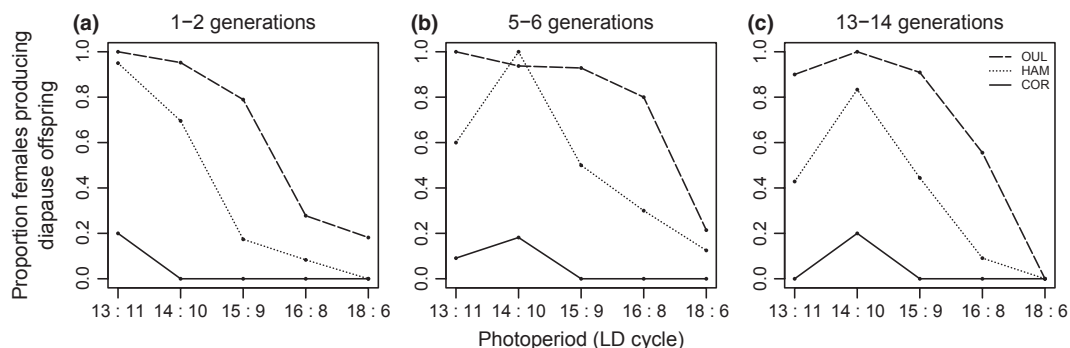 (a) 1−2 generations
(b) 5−6 generations
(c) 13−14 generations
Proportion females producing
diapause offspring
1.0
0.8
0.6
0.4
0.2
0.0
13 : 11
14 : 10
15 : 9
16 : 8
18 : 6
1.0
0.8
0.6
0.4
0.2
0.0
13 : 11
14 : 10
15 : 9
16 : 8
18 : 6
1.0
0.8
0.6
0.4
0.2
0.0
13 : 11
14 : 10
15 : 9
16 : 8
18 : 6
OUL
HAM
COR
Photoperiod (LD cycle)